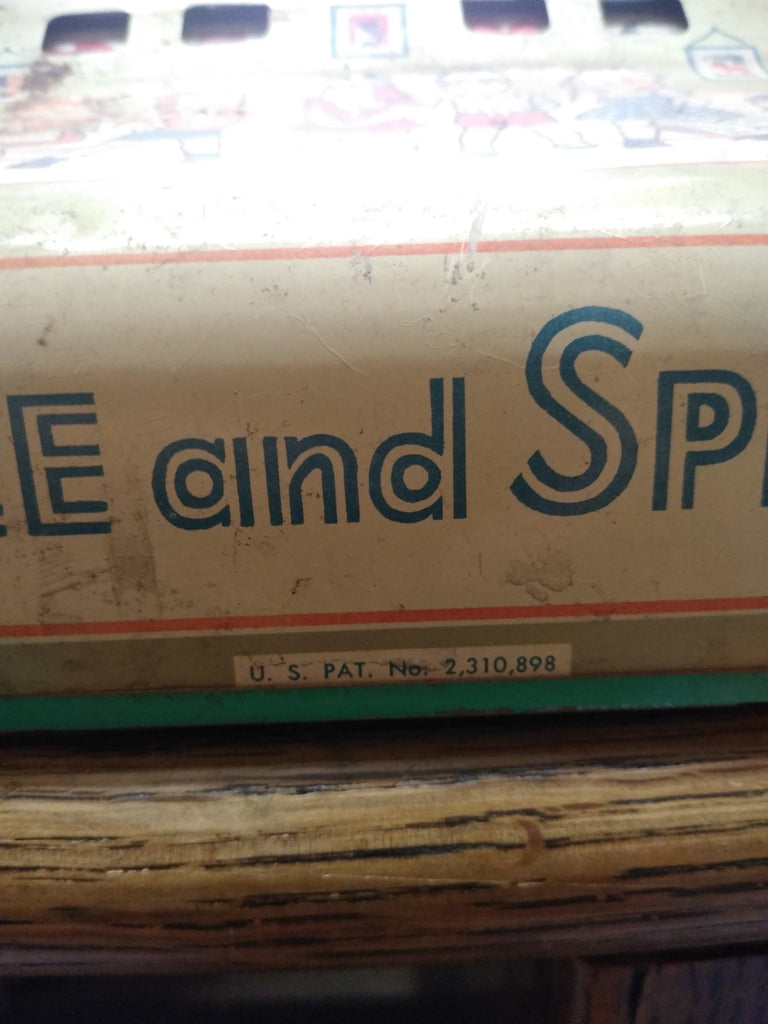 E and SP
U. S. PAT. No. 2,310,898